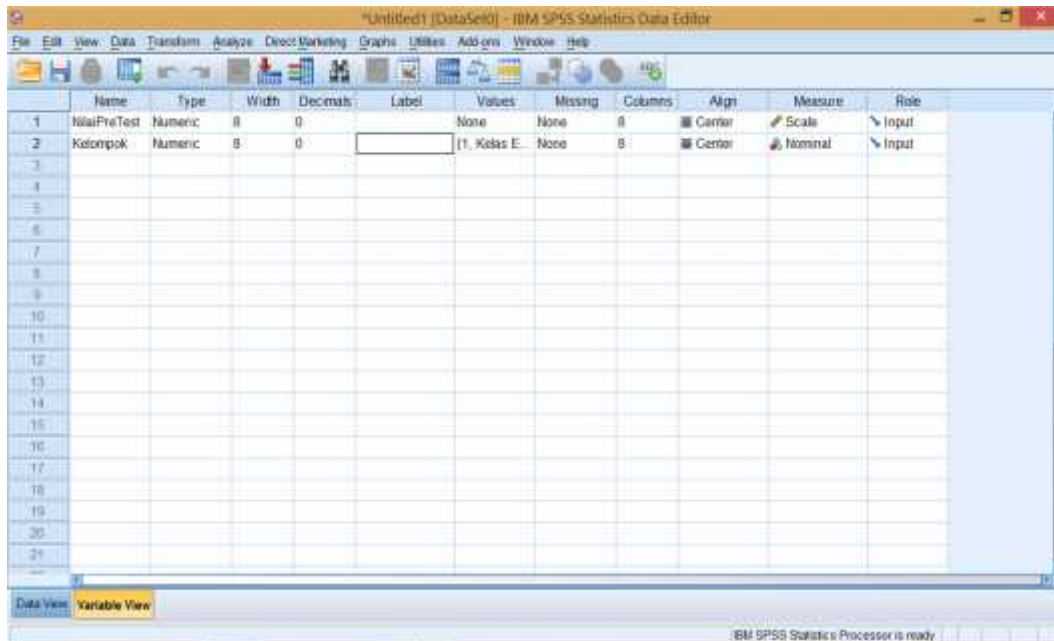 *Untitled1 [DataSet0] - IBM SPSS Statistics Data Editor
File Edit View Data Transform Analyze Direct Marketing Graphs Utilities Add-ons Window Help
Name Type Width Decimals Label Values Missing Columns Align Measure Role
1 NilaiPreTest Numeric 8 0 None None 8 Center Scale Input
2 Kelompok Numeric 8 0 {1, Kelas E... None 8 Center Nominal Input
3
4
5
6
7
8
9
10
11
12
13
14
15
16
17
18
19
20
21
Data View Variable View
IBM SPSS Statistics Processor is ready